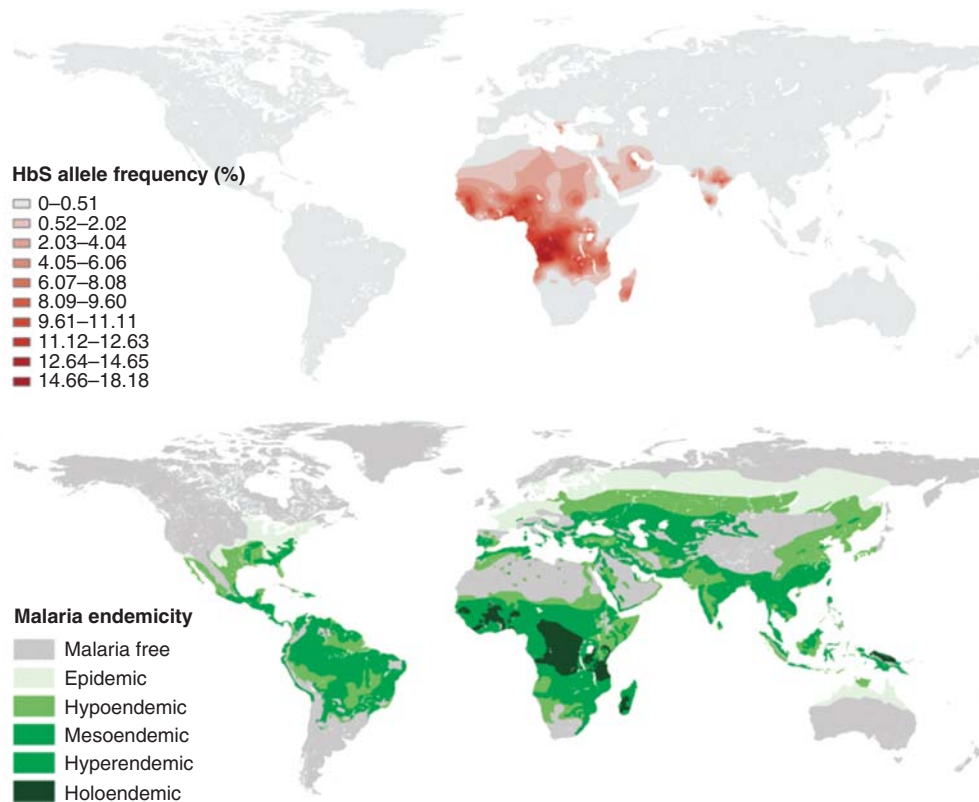 HbS allele frequency (%)
0–0.51
0.52–2.02
2.03–4.04
4.05–6.06
6.07–8.08
8.09–9.60
9.61–11.11
11.12–12.63
12.64–14.65
14.66–18.18
Malaria endemicity
Malaria free
Epidemic
Hypoendemic
Mesoendemic
Hyperendemic
Holoendemic